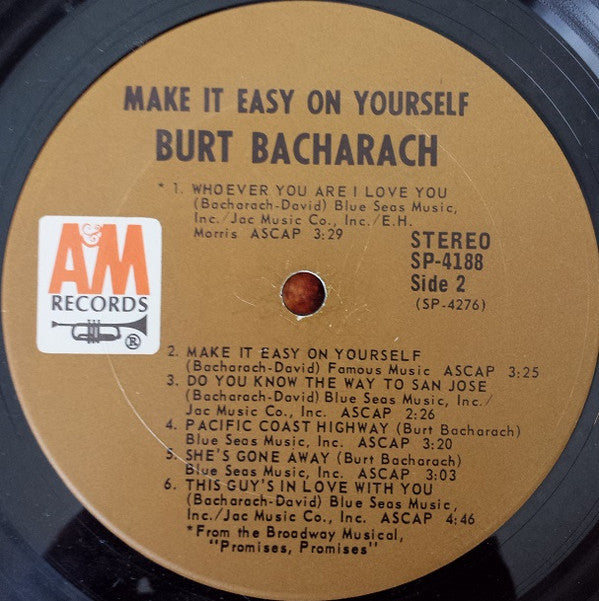 MAKE IT EASY ON YOURSELF
BURT BACHARACH
* 1. WHOEVER YOU ARE I LOVE YOU
(Bacharach-David) Blue Seas Music,
Inc./Jac Music Co., Inc./E.H.
Morris ASCAP 3:29
STEREO
SP-4188
Side 2
(SP-4276)
A&M
RECORDS
®
2. MAKE IT EASY ON YOURSELF
(Bacharach-David) Famous Music ASCAP 3:25
3. DO YOU KNOW THE WAY TO SAN JOSE
(Bacharach-David) Blue Seas Music, Inc./
Jac Music Co., Inc. ASCAP 2:26
4. PACIFIC COAST HIGHWAY (Burt Bacharach)
Blue Seas Music, Inc. ASCAP 3:20
5. SHE'S GONE AWAY (Burt Bacharach)
Blue Seas Music, Inc. ASCAP 3:03
6. THIS GUY'S IN LOVE WITH YOU
(Bacharach-David) Blue Seas Music,
Inc./Jac Music Co., Inc. ASCAP 4:46
*From the Broadway Musical,
"Promises, Promises"